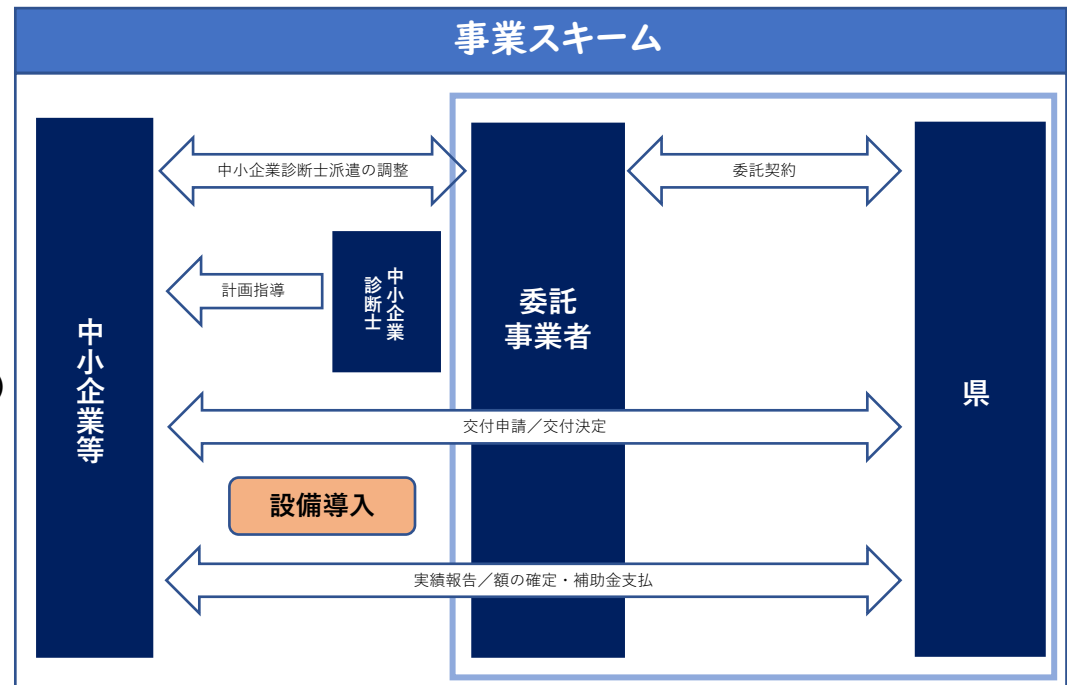 事業スキーム
中小企業診断士派遣の調整
委託契約
計画指導
中小企業
診断士
委託
事業者
中小企業等
県
交付申請／交付決定
設備導入
実績報告／額の確定・補助金支払
)